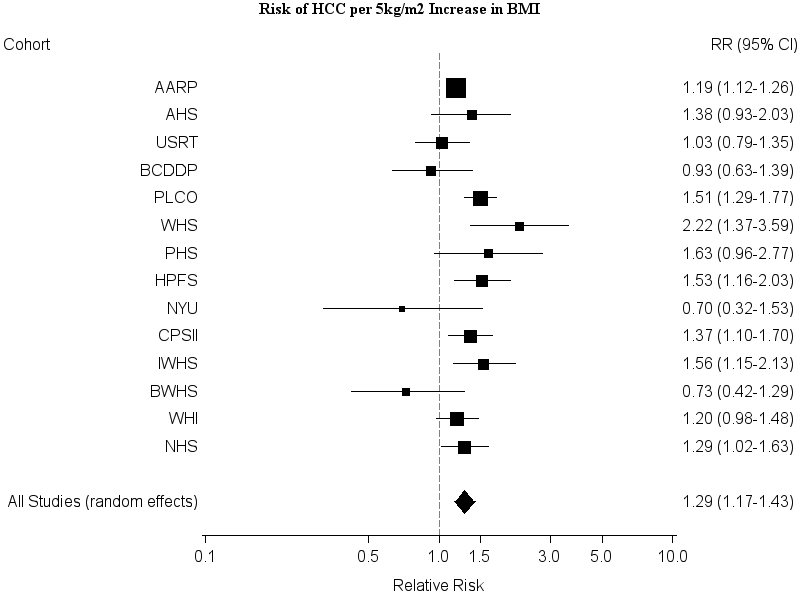 Risk of HCC per 5kg/m2 Increase in BMI
Cohort RR (95% CI)
AARP 1.19 (1.12-1.26)
AHS 1.38 (0.93-2.03)
USRT 1.03 (0.79-1.35)
BCDDP 0.93 (0.63-1.39)
PLCO 1.51 (1.29-1.77)
WHS 2.22 (1.37-3.59)
PHS 1.63 (0.96-2.77)
HPFS 1.53 (1.16-2.03)
NYU 0.70 (0.32-1.53)
CPSII 1.37 (1.10-1.70)
IWHS 1.56 (1.15-2.13)
BWHS 0.73 (0.42-1.29)
WHI 1.20 (0.98-1.48)
NHS 1.29 (1.02-1.63)
All Studies (random effects) 1.29 (1.17-1.43)
0.1 0.5 1.0 1.5 3.0 5.0 10.0
Relative Risk